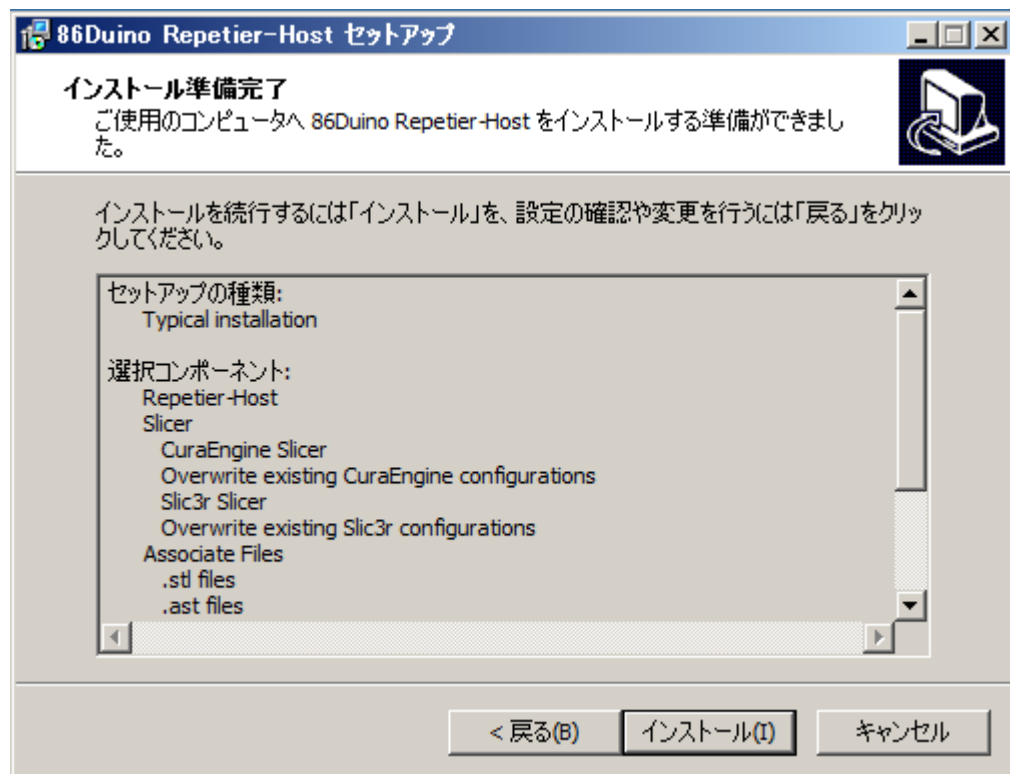 86Duino Repetier-Host セットアップ
インストール準備完了
ご使用のコンピュータへ 86Duino Repetier-Host をインストールする準備ができまし
た。
インストールを続行するには「インストール」を、設定の確認や変更を行うには「戻る」をクリッ
クしてください。
セットアップの種類:
Typical installation
選択コンポーネント:
Repetier-Host
Slicer
CuraEngine Slicer
Overwrite existing CuraEngine configurations
Slic3r Slicer
Overwrite existing Slic3r configurations
Associate Files
.stl files
.ast files
< 戻る(B)
インストール(I)
キャンセル